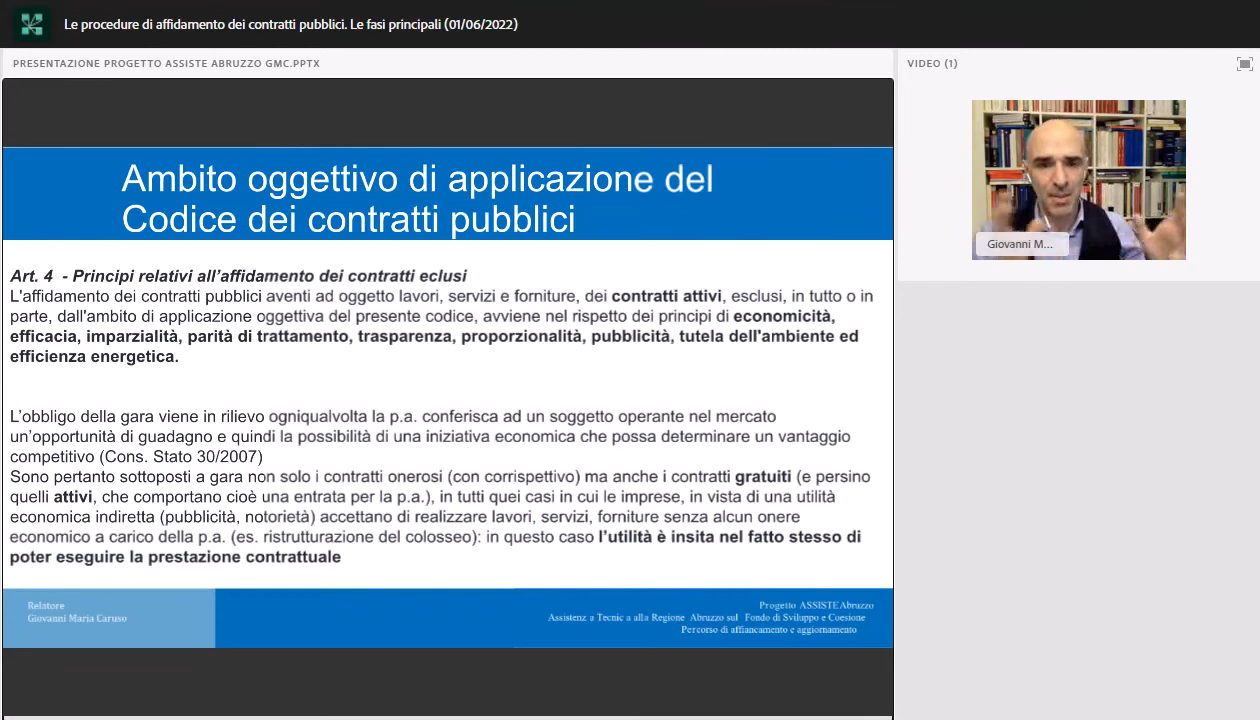 Le procedure di affidamento dei contratti pubblici. Le fasi principali (01/06/2022)
PRESENTAZIONE PROGETTO ASSISTE ABRUZZO GMC.PPTX
VIDEO (1)
Giovanni M...
Ambito oggettivo di applicazione del
Codice dei contratti pubblici
Art. 4 - Principi relativi all'affidamento dei contratti eclusi
L'affidamento dei contratti pubblici aventi ad oggetto lavori, servizi e forniture, dei contratti attivi, esclusi, in tutto o in
parte, dall'ambito di applicazione oggettiva del presente codice, avviene nel rispetto dei principi di economicità,
efficacia, imparzialità, parità di trattamento, trasparenza, proporzionalità, pubblicità, tutela dell'ambiente ed
efficienza energetica.
L'obbligo della gara viene in rilievo ogniqualvolta la p.a. conferisca ad un soggetto operante nel mercato
un'opportunità di guadagno e quindi la possibilità di una iniziativa economica che possa determinare un vantaggio
competitivo (Cons. Stato 30/2007)
Sono pertanto sottoposti a gara non solo i contratti onerosi (con corrispettivo) ma anche i contratti gratuiti (e persino
quelli attivi, che comportano cioè una entrata per la p.a.), in tutti quei casi in cui le imprese, in vista di una utilità
economica indiretta (pubblicità, notorietà) accettano di realizzare lavori, servizi, forniture senza alcun onere
economico a carico della p.a. (es. ristrutturazione del colosseo): in questo caso l'utilità è insita nel fatto stesso di
poter eseguire la prestazione contrattuale
Relatore
Giovanni Maria Caruso
Progetto ASSISTEAbruzzo
Assistenz a Tecnic a alla Regione Abruzzo sul Fondo di Sviluppo e Coesione
Percorso di affiancamento e aggiornamento